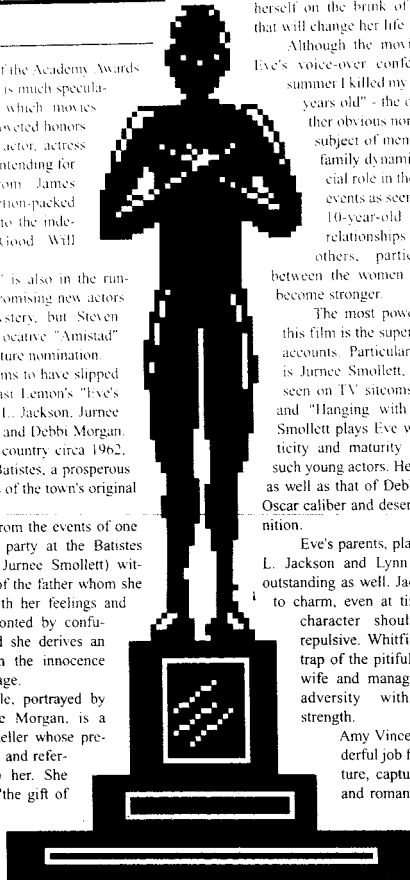 f the Academy Awards
is much specula-
which movies
oveted honors
actor, actress
ntending for
om James
ction-packed
to the inde-
Good Will
" is also in the run-
romising new actors
stery, but Steven
ocative "Amistad"
ture nomination.
ms to have slipped
ast Lemon's "Eve's
L. Jackson, Jurnee
and Debbi Morgan.
country circa 1962,
Batistes, a prosperous
s of the town's original
rom the events of one
party at the Batistes
Jurnee Smollett) wit-
of the father whom she
th her feelings and
onted by confu-
d she derives an
n the innocence
age.
le, portrayed by
e Morgan, is a
eller whose pre-
and refer-
her. She
"the gift of
herself on the brink of
that will change her life
Although the movi
Eve's voice-over confe
summer I killed my
years old" - the o
ther obvious nor
subject of men
family dynami
cial role in the
events as seen
10-year-old
relationships
others, partic
between the women
become stronger.
The most powe
this film is the super
accounts. Particular
is Jurnee Smollett,
seen on TV sitcoms
and "Hanging with
Smollett plays Eve w
ticity and maturity
such young actors. He
as well as that of Deb
Oscar caliber and deser
nition.
Eve's parents, pla
L. Jackson and Lynn
outstanding as well. Jac
to charm, even at ti
character shoul
repulsive. Whitfi
trap of the pitiful
wife and manag
adversity with
strength.
Amy Vince
derful job f
ture, captu
and roman